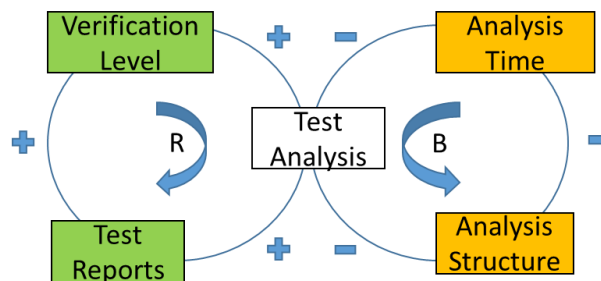 Verification
Level
Analysis
Time
R
Test
Analysis
B
Test
Reports
Analysis
Structure